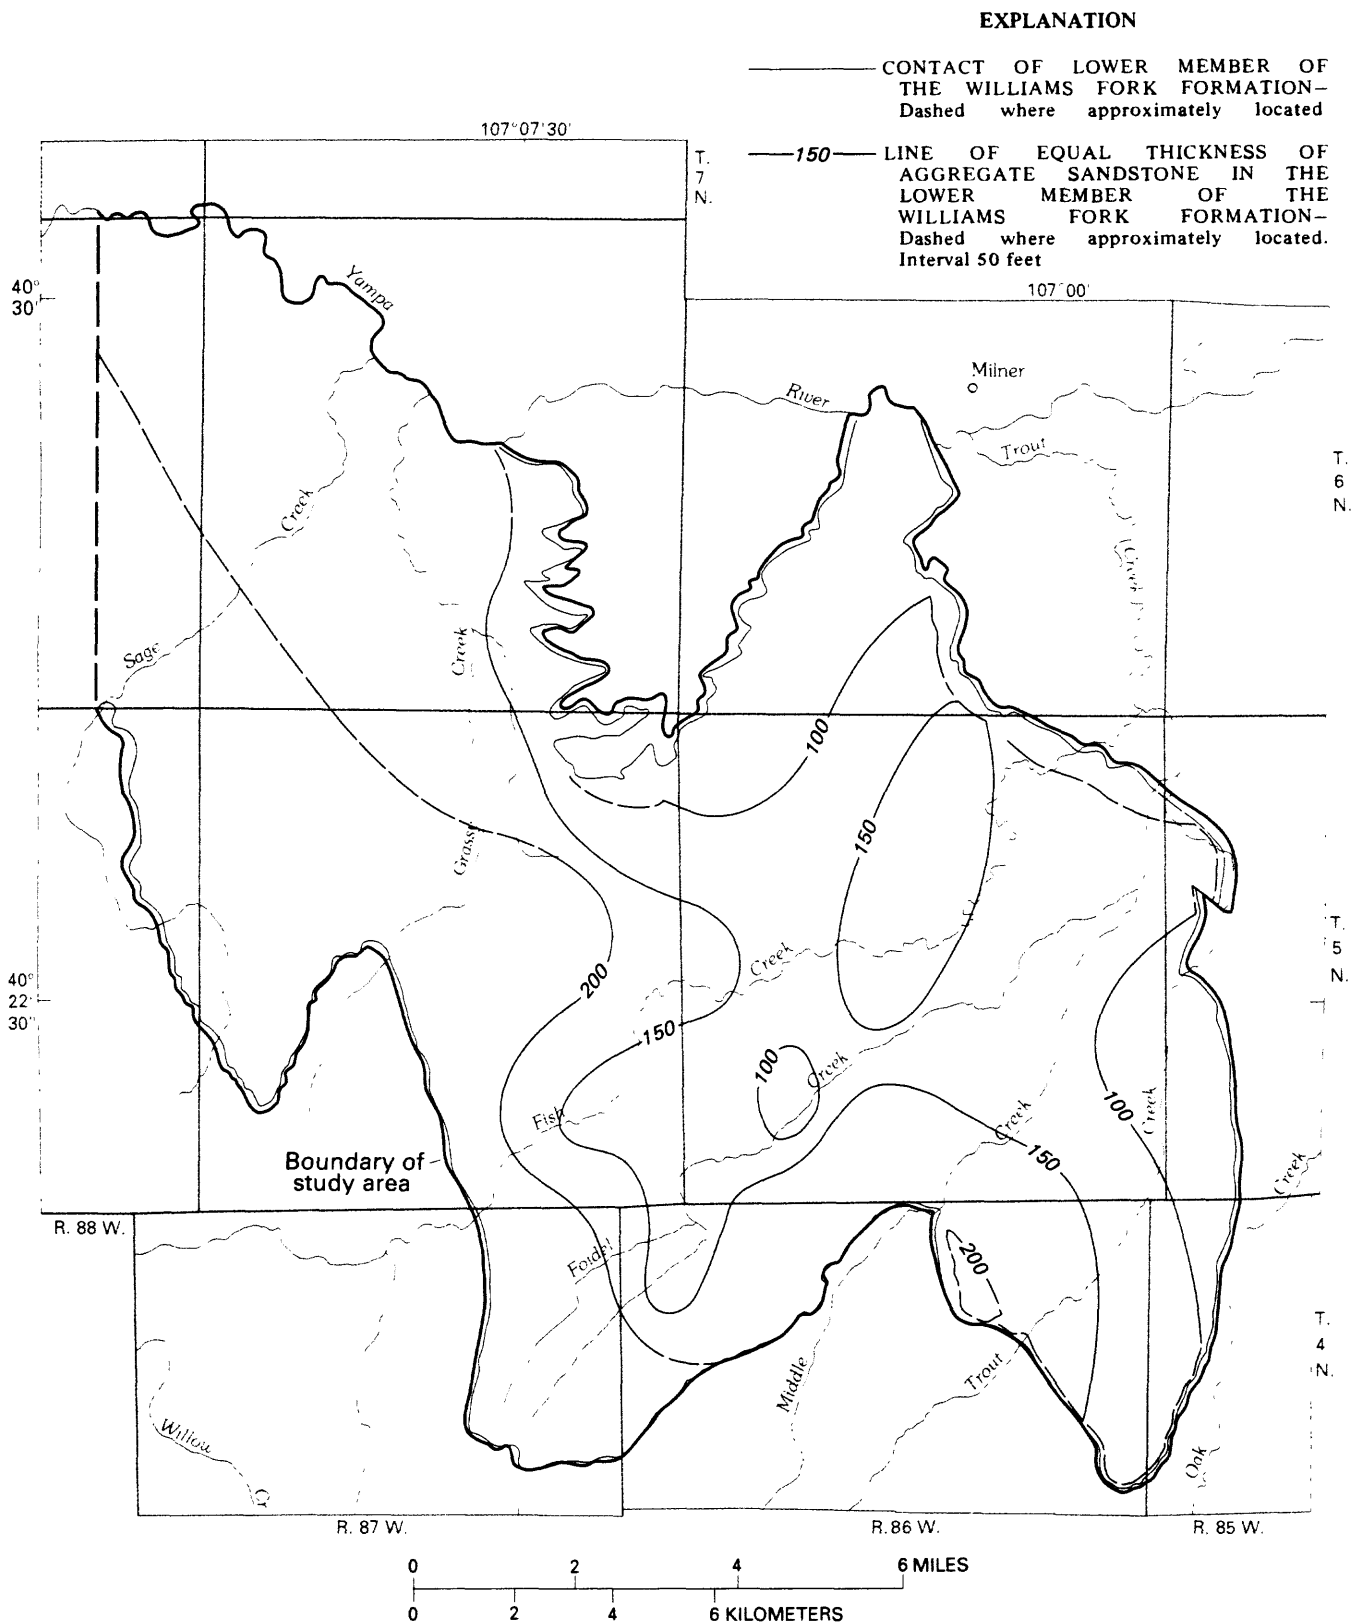 EXPLANATION
CONTACT OF LOWER MEMBER OF
THE WILLIAMS FORK FORMATION–
Dashed where approximately located
150
LINE OF EQUAL THICKNESS OF
AGGREGATE SANDSTONE IN THE
LOWER MEMBER OF THE
WILLIAMS FORK FORMATION–
Dashed where approximately located.
Interval 50 feet
107°07'30"
T.
7
N.
40°
30'
107°00'
Yampa
River
Milner
Trout
Creek
T.
6
N.
Creek
Sage
Creek
Grassy
100
150
200
150
Creek
100
Creek
Fish
T.
5
N.
40°
22'
30"
Creek
150
100
Creek
Creek
Boundary of
study area
R. 88 W.
Foidel
200
Middle
Trout
Oak
T.
4
N.
Willow
Cr
R. 87 W.
R. 86 W.
R. 85 W.
0 2 4 6 MILES
0 2 4 6 KILOMETERS